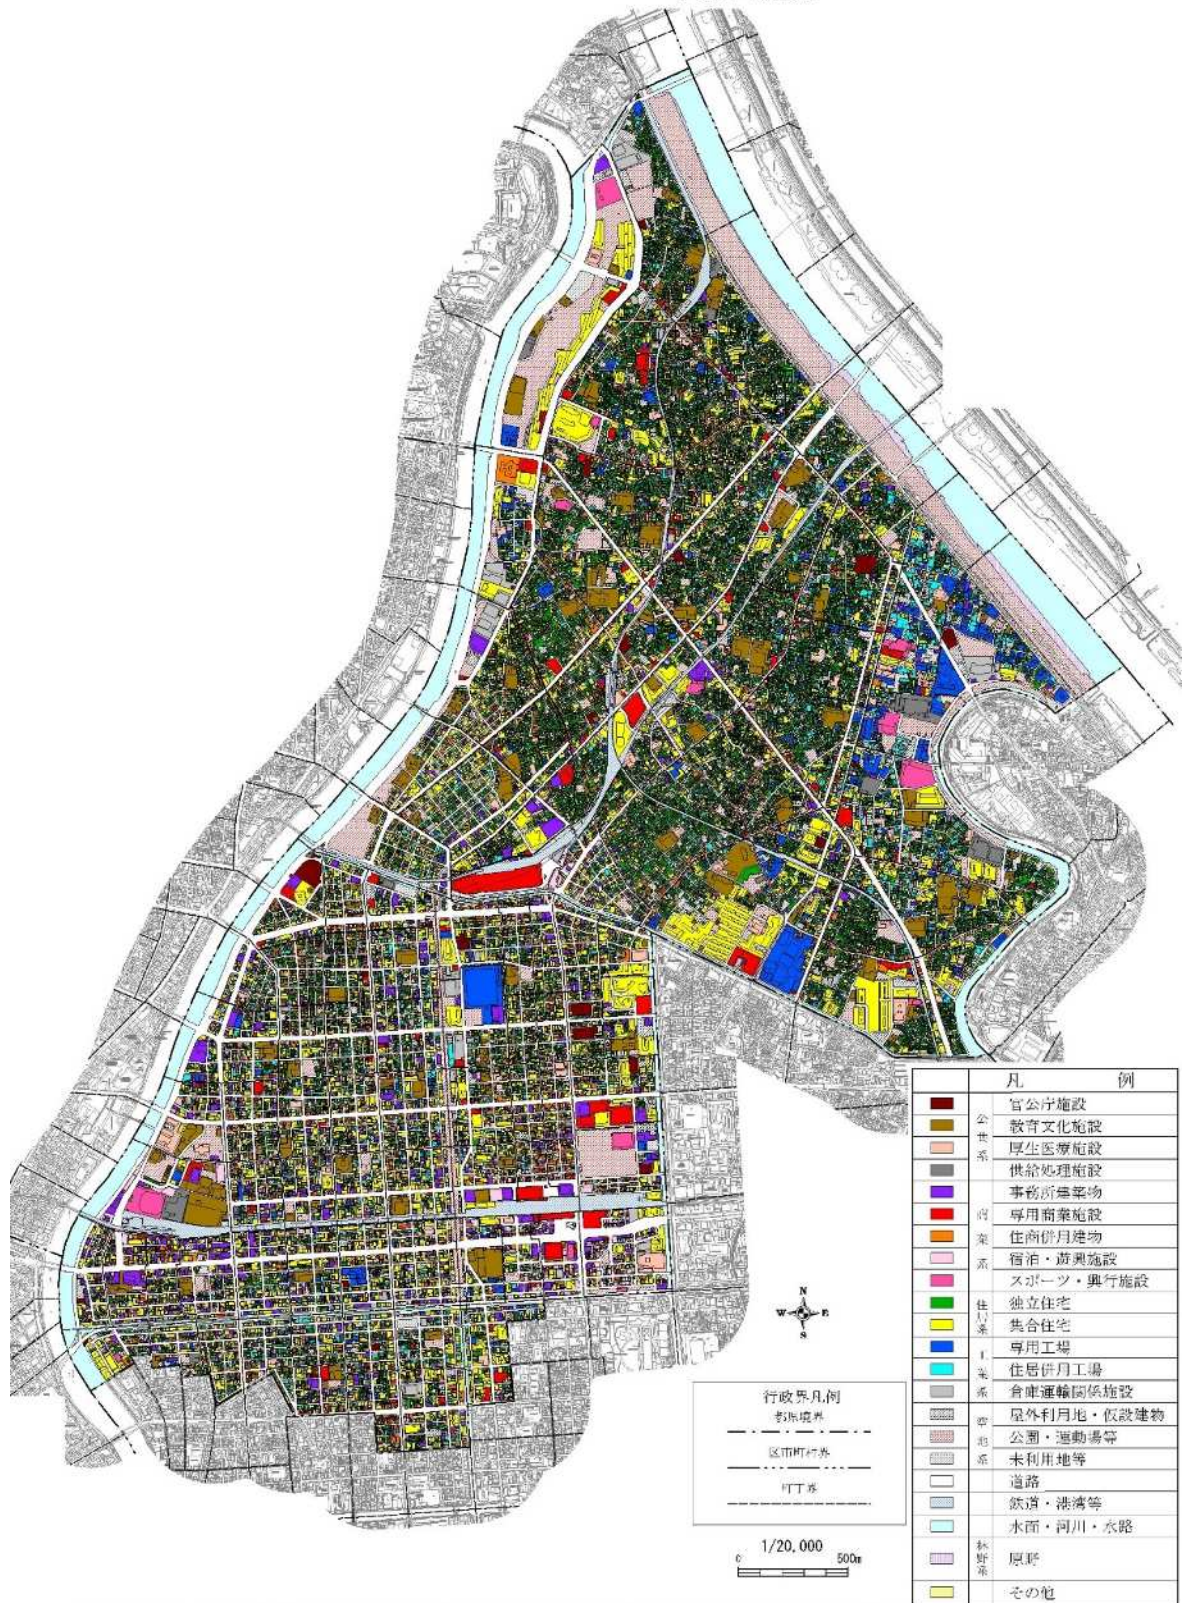 凡 例
官公庁施設
教育文化施設
厚生医療施設
供給処理施設
事務所建築物
専用商業施設
住商併用建物
宿泊・遊興施設
スポーツ・興行施設
独立住宅
集合住宅
専用工場
住居併用工場
倉庫運輸関係施設
屋外利用地・仮設建物
公園・運動場等
未利用地等
道路
鉄道・港湾等
水面・河川・水路
原野
その他
公共系
商業系
住居系
工業系
空地系
林野系
N
W E
S
行政界凡例
都県境界
区市町村界
町丁界
1/20,000
0 500m